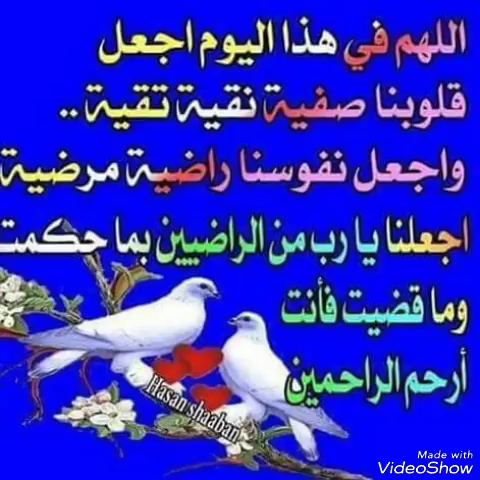 اللهم في هذا اليوم اجعل
قلوبنا صفية نقية تقية ..
واجعل نفوسنا راضية مرضية
اجعلنا يا رب من الراضيين بما حكمت
وما قضيت فأنت
أرحم الراحمين
Hasan shaaban
Made with
VideoShow